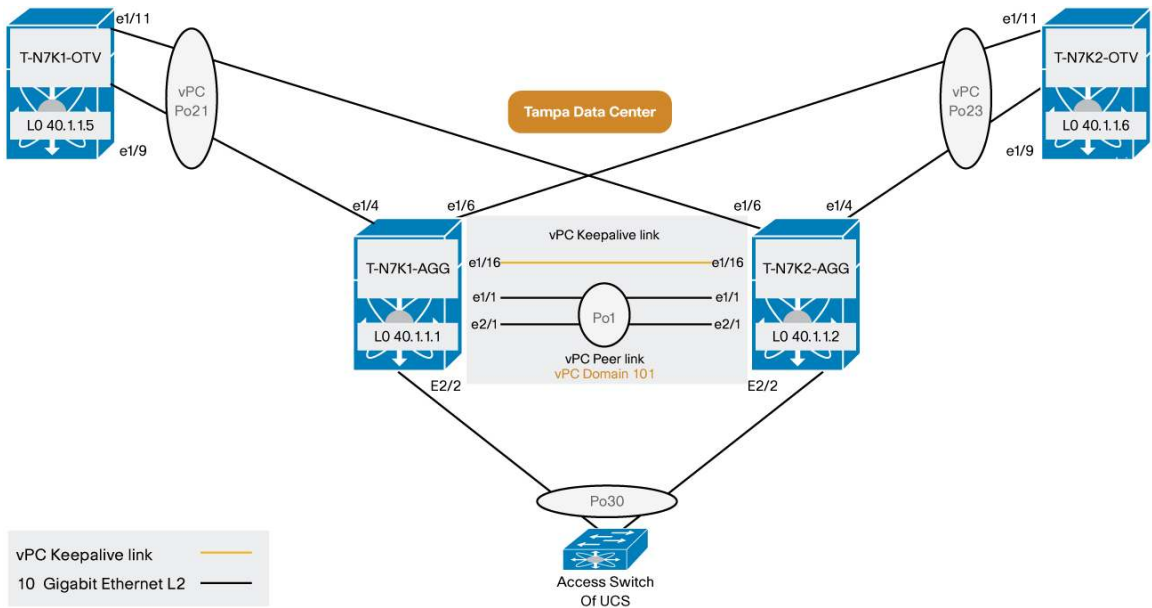 e1/11
e1/11
T-N7K1-OTV
vPC
Po21
L0 40.1.1.5
e1/9
Tampa Data Center
T-N7K2-OTV
vPC
Po23
L0 40.1.1.6
e1/9
e1/4
e1/6
e1/6
e1/4
vPC Keepalive link
T-N7K1-AGG
e1/16
e1/16
T-N7K2-AGG
e1/1
e1/1
Po1
e2/1
e2/1
L0 40.1.1.1
L0 40.1.1.2
vPC Peer link
vPC Domain 101
E2/2
E2/2
Po30
Access Switch
Of UCS
vPC Keepalive link
10 Gigabit Ethernet L2